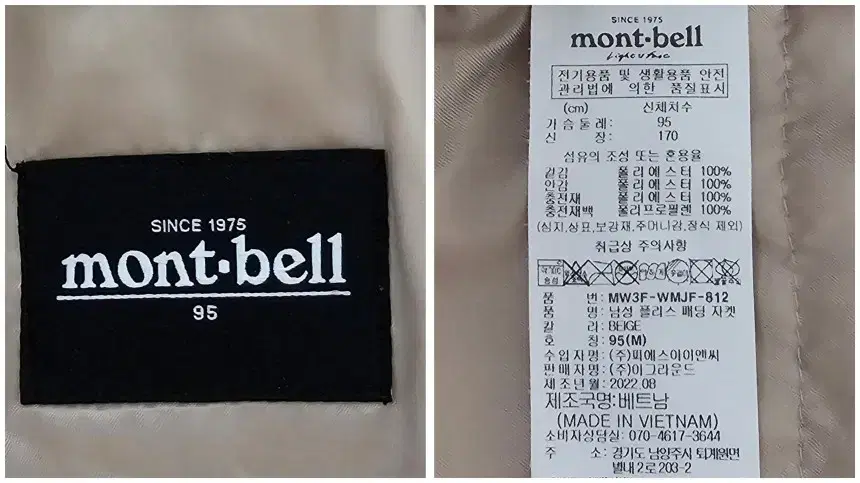 SINCE 1975
mont·bell
95
SINCE 1975
mont·bell
전기용품 및 생활용품 안전
관리법에 의한 품질표시
(cm) 신체치수
가슴둘레: 95
신 장: 170
섬유의 조성 또는 혼용율
겉감 폴리에스터 100%
안감 폴리에스터 100%
충전재 폴리에스터 100%
충전재백 폴리프로필렌 100%
(심지,상표,보강재,주머니감,장식 제외)
취급상 주의사항
품 번: MW3F-WMJF-812
품 명: 남성 플리스 패딩 자켓
칼 라: BEIGE
호 칭: 95(M)
수입자명: (주)피에스아이앤씨
판매자명: (주)이그라운드
제조년월: 2022.08
제조국명: 베트남
(MADE IN VIETNAM)
소비자상담실: 070-4617-3644
주 소: 경기도 남양주시 퇴계원면
별내2로 203-2